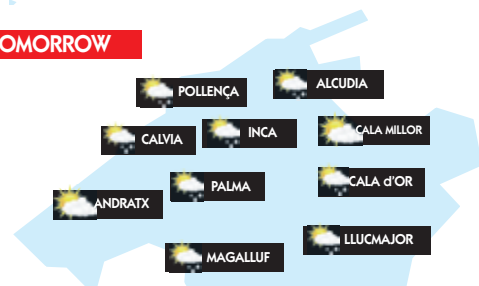 OMORROW
ALCUDIA
POLLENÇA
CALA MILLOR
INCA
CALVIA
CALA d'OR
PALMA
ANDRATX
LLUCMAJOR
MAGALLUF